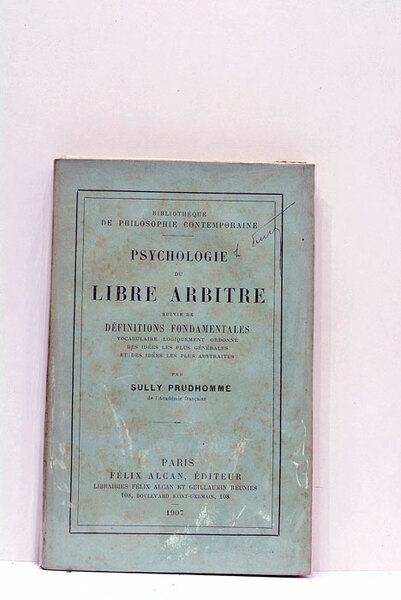 BIBLIOTHÈQUE
DE PHILOSOPHIE CONTEMPORAINE
PSYCHOLOGIE
DU
LIBRE ARBITRE
SUIVIE DE
DÉFINITIONS FONDAMENTALES
VOCABULAIRE LOGIQUEMENT ORDONNÉ
DES IDÉES LES PLUS GÉNÉRALES
ET DES IDÉES LES PLUS ABSTRAITES
PAR
SULLY PRUDHOMME
de l'Académie française
PARIS
FÉLIX ALCAN, ÉDITEUR
LIBRAIRIES FÉLIX ALCAN ET GUILLAUMIN RÉUNIES
108, BOULEVARD SAINT-GERMAIN, 108
1907